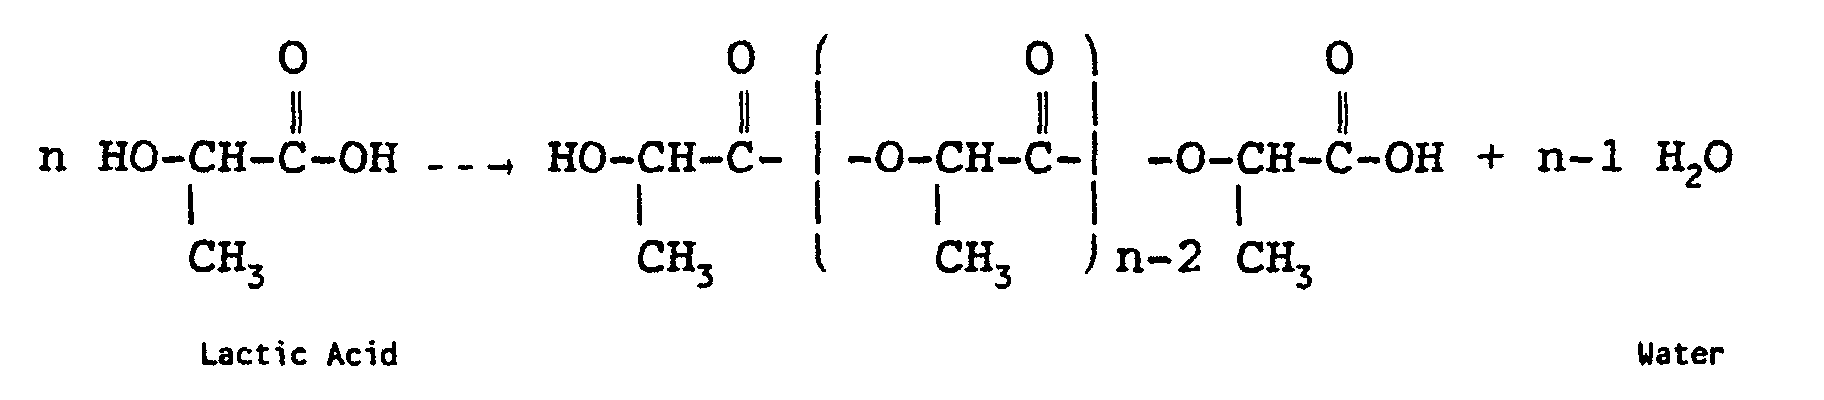 O O O O
n HO-CH-C-OH ---→ HO-CH-C- ( -O-CH-C- ) -O-CH-C-OH + n-1 H₂O
CH₃ CH₃ CH₃ n-2 CH₃
Lactic Acid Water